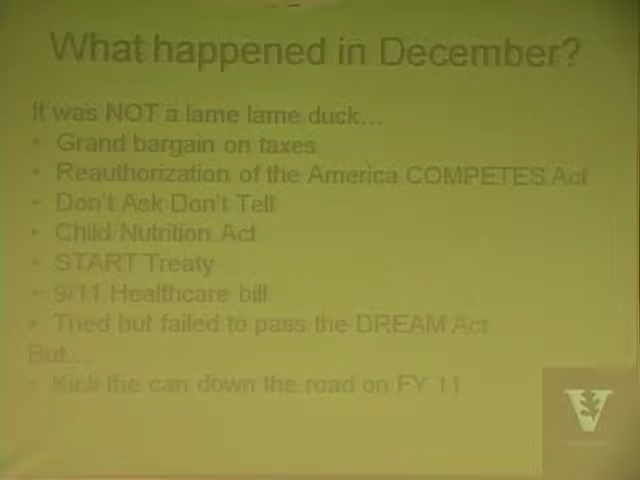 What happened in December?
It was NOT a lame lame duck...
• Grand bargain on taxes
• Reauthorization of the America COMPETES Act
• Don't Ask Don't Tell
• Child Nutrition Act
• START Treaty
• 9/11 Healthcare bill
• Tried but failed to pass the DREAM Act
But...
• Kick the can down the road on FY 11
V